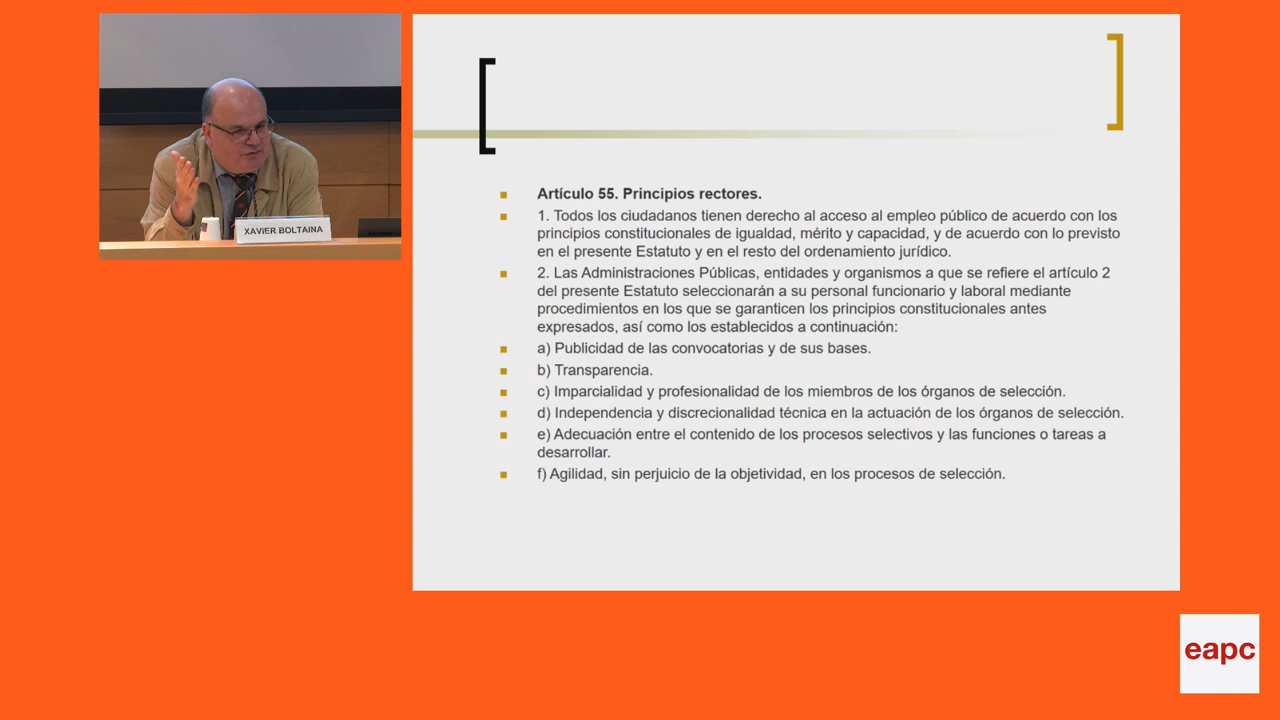 XAVIER BOLTAINA
Artículo 55. Principios rectores.
1. Todos los ciudadanos tienen derecho al acceso al empleo público de acuerdo con los
principios constitucionales de igualdad, mérito y capacidad, y de acuerdo con lo previsto
en el presente Estatuto y en el resto del ordenamiento jurídico.
2. Las Administraciones Públicas, entidades y organismos a que se refiere el artículo 2
del presente Estatuto seleccionarán a su personal funcionario y laboral mediante
procedimientos en los que se garanticen los principios constitucionales antes
expresados, así como los establecidos a continuación:
a) Publicidad de las convocatorias y de sus bases.
b) Transparencia.
c) Imparcialidad y profesionalidad de los miembros de los órganos de selección.
d) Independencia y discrecionalidad técnica en la actuación de los órganos de selección.
e) Adecuación entre el contenido de los procesos selectivos y las funciones o tareas a
desarrollar.
f) Agilidad, sin perjuicio de la objetividad, en los procesos de selección.
eapc